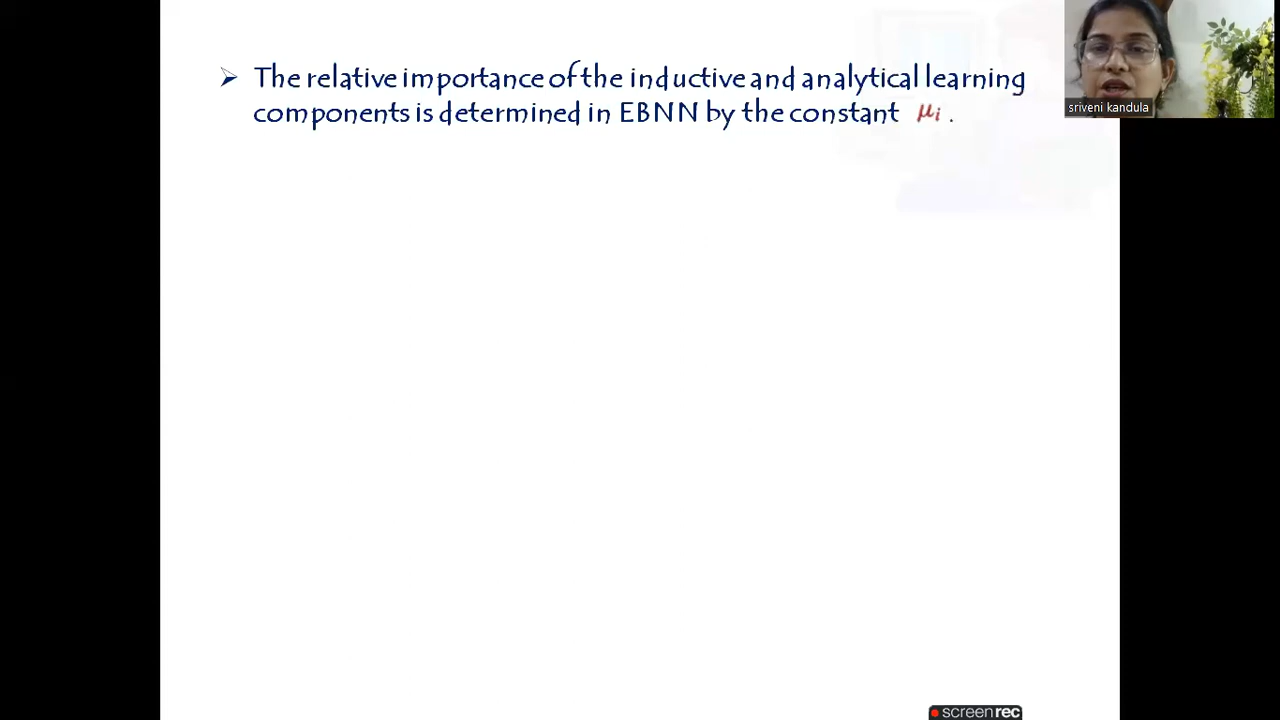 ➢ The relative importance of the inductive and analytical learning
components is determined in EBNN by the constant μᵢ .
sriveni kandula
screenrec